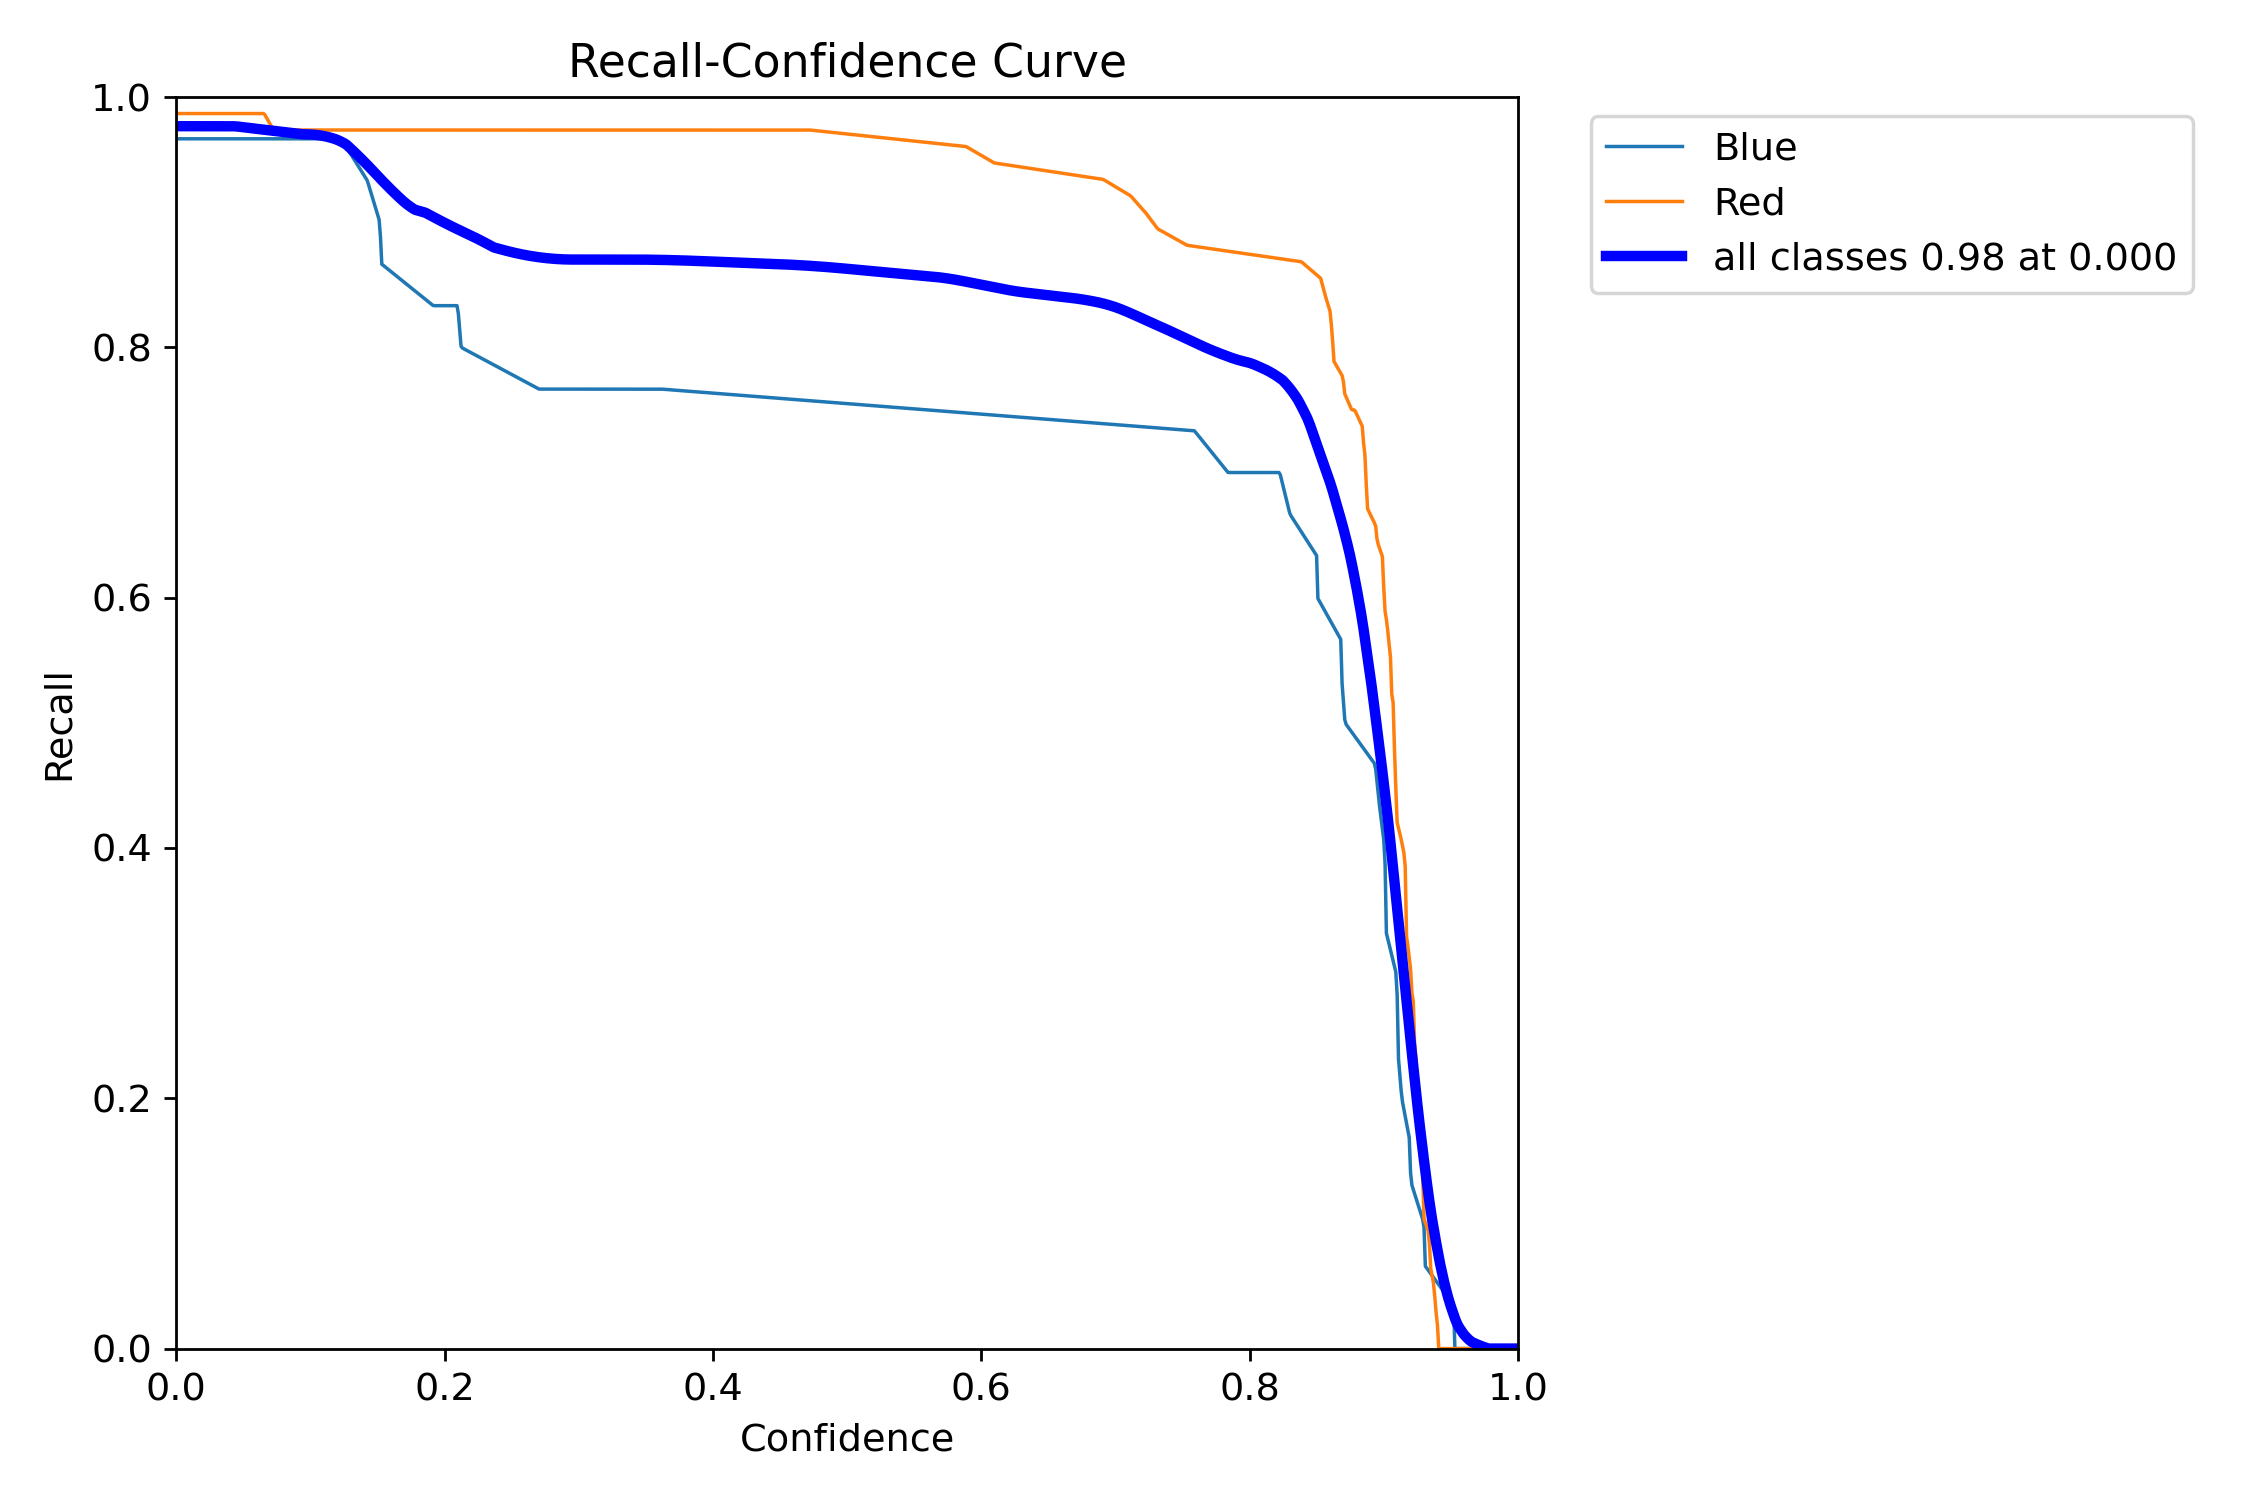 Recall-Confidence Curve
1.0
0.8
0.6
0.4
0.2
0.0
Recall
0.0 0.2 0.4 0.6 0.8 1.0
Confidence
Blue
Red
all classes 0.98 at 0.000